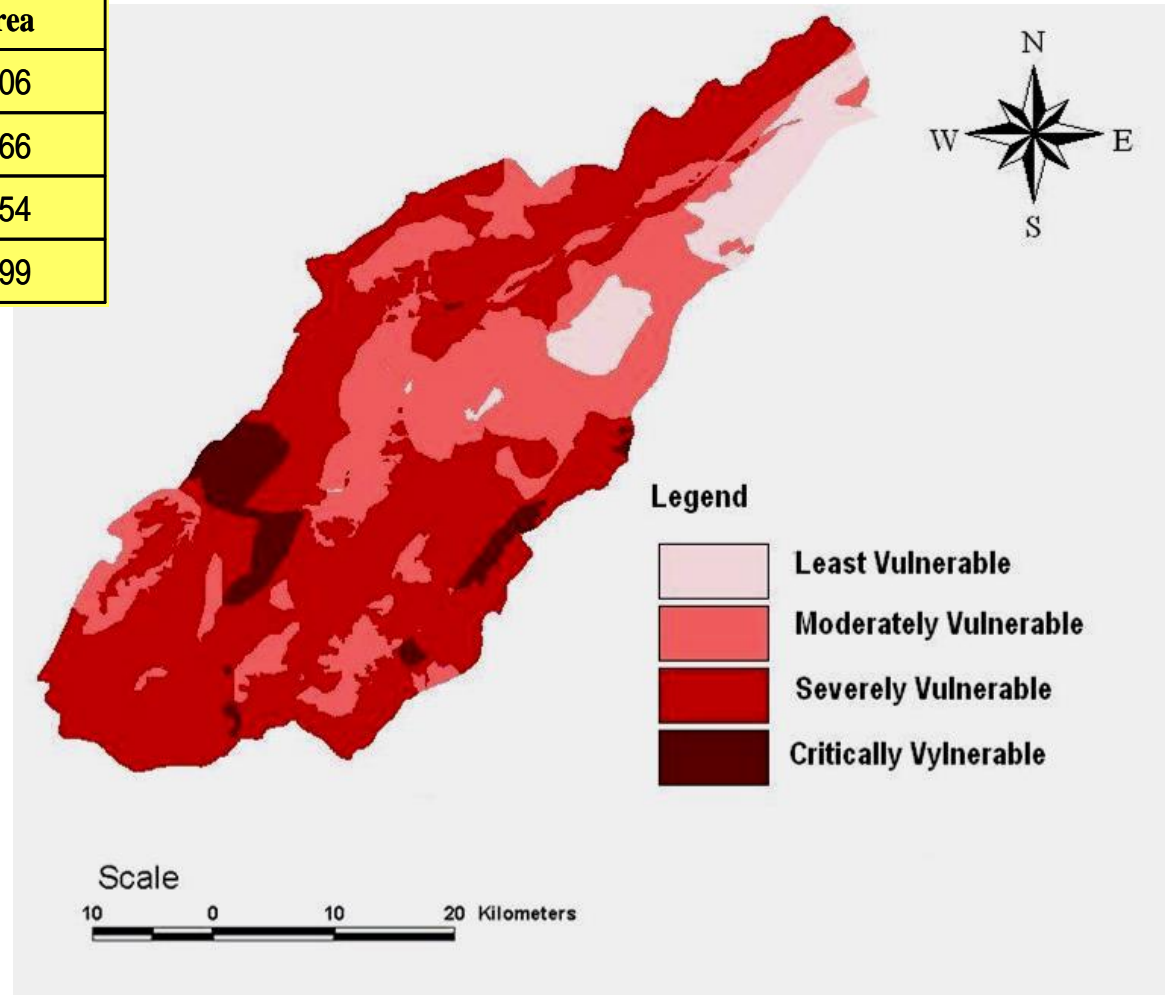 rea
06
66
54
99
N
W E
S
Legend
Least Vulnerable
Moderately Vulnerable
Severely Vulnerable
Critically Vylnerable
Scale
10 0 10 20 Kilometers